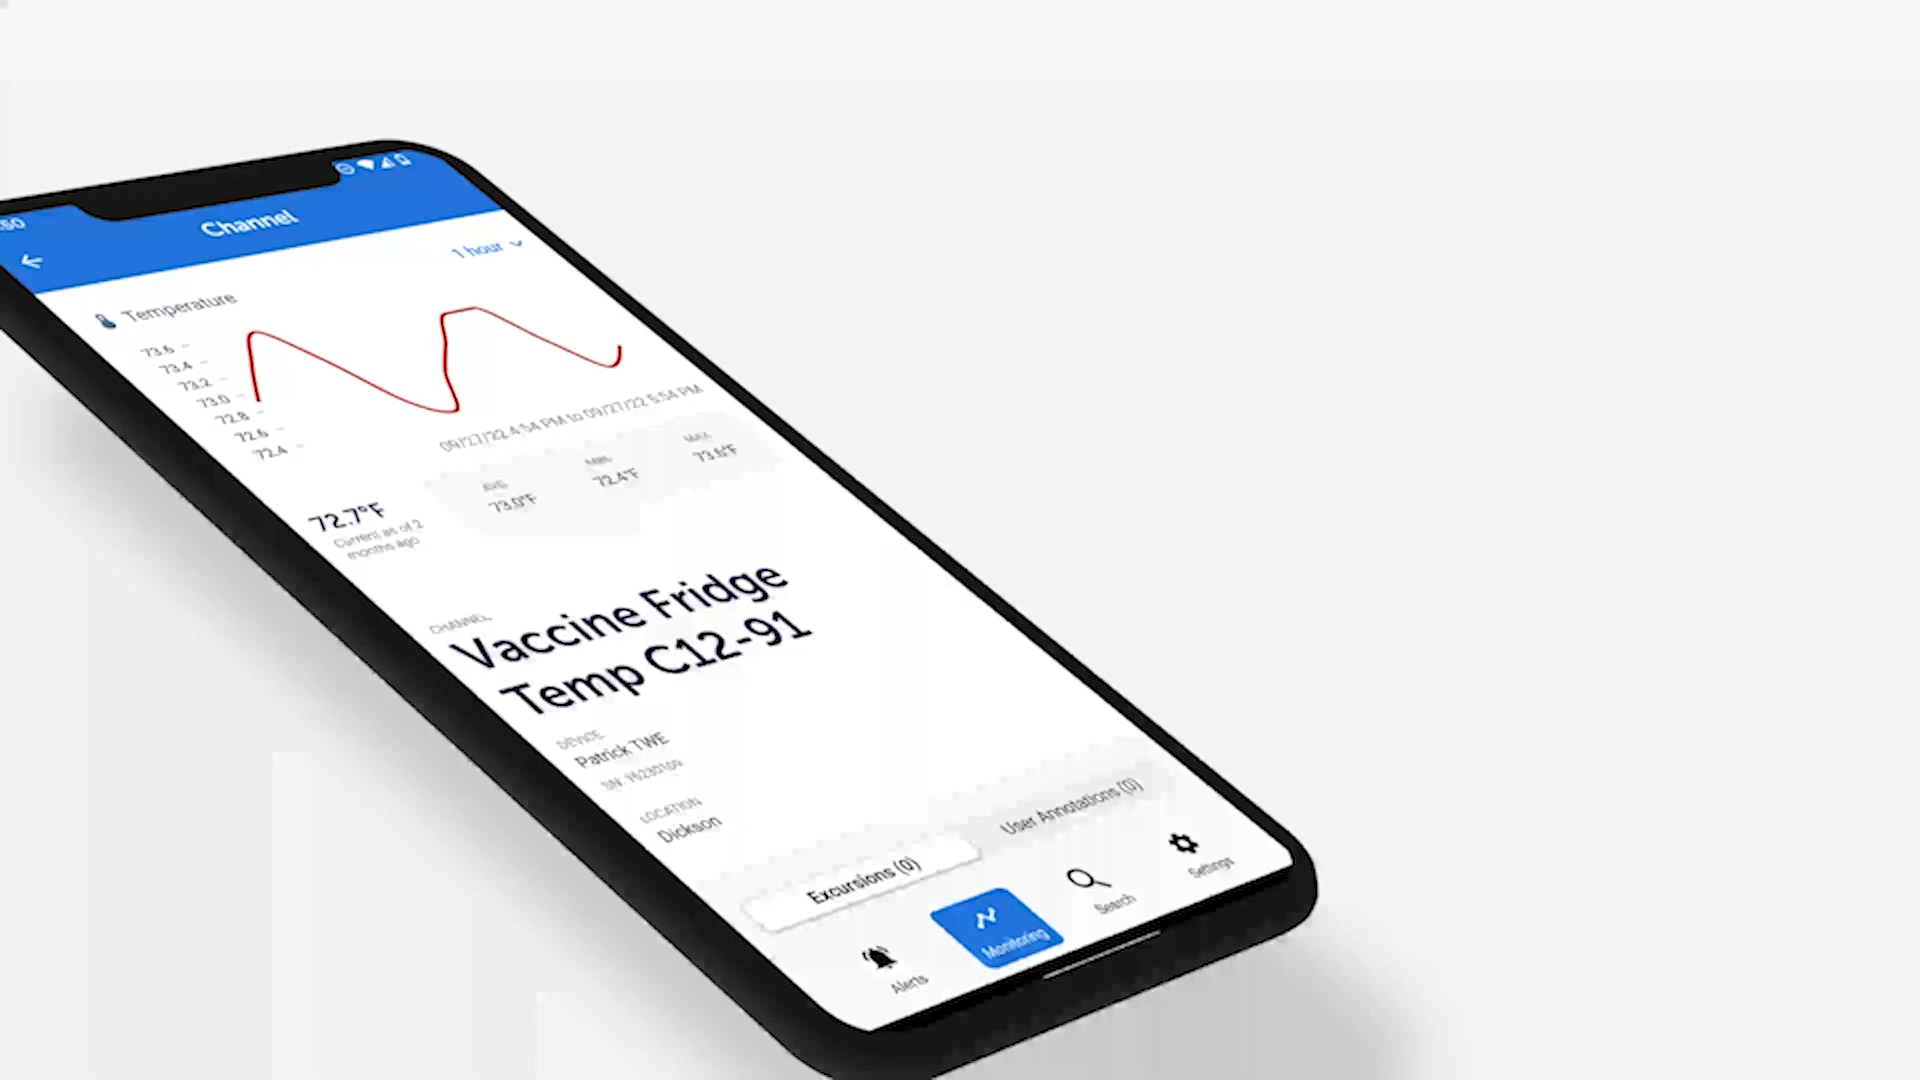 :50
Channel
1 hour
Temperature
73.6
73.4
73.2
73.0
72.8
72.6
72.4
09/27/22 4:54 PM to 09/27/22 5:54 PM
72.7°F
Current as of 2
months ago
AVG
73.0°F
MIN
72.4°F
MAX
73.6°F
CHANNEL
Vaccine Fridge
Temp C12-91
DEVICE
Patrick TWE
LOCATION
Dickson
Excursions (0)
User Annotations (0)
Alerts
Monitoring
Search
Settings